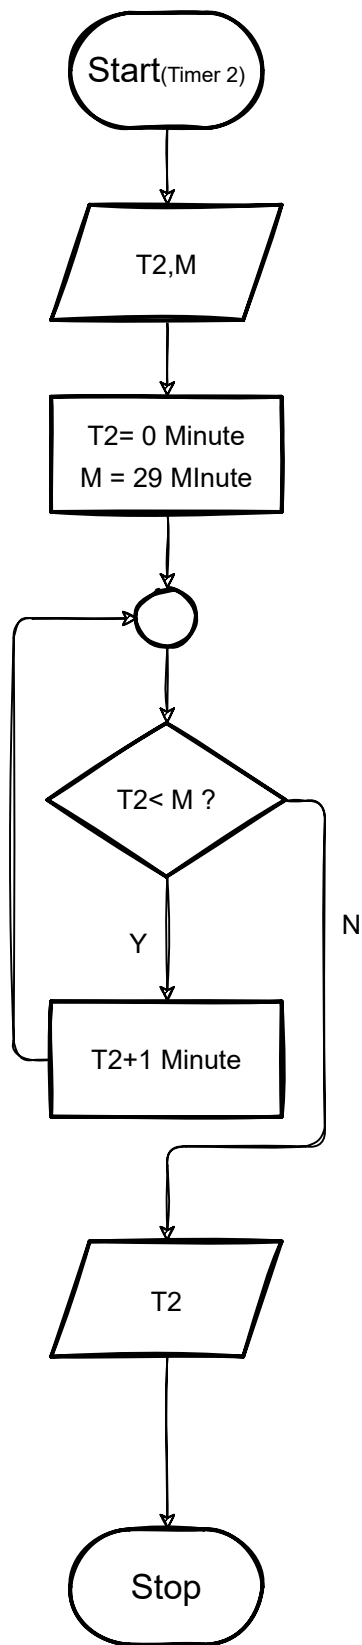 Start(Timer 2)
T2,M
T2= 0 Minute
M = 29 MInute
T2< M ?
Y
N
T2+1 Minute
T2
Stop